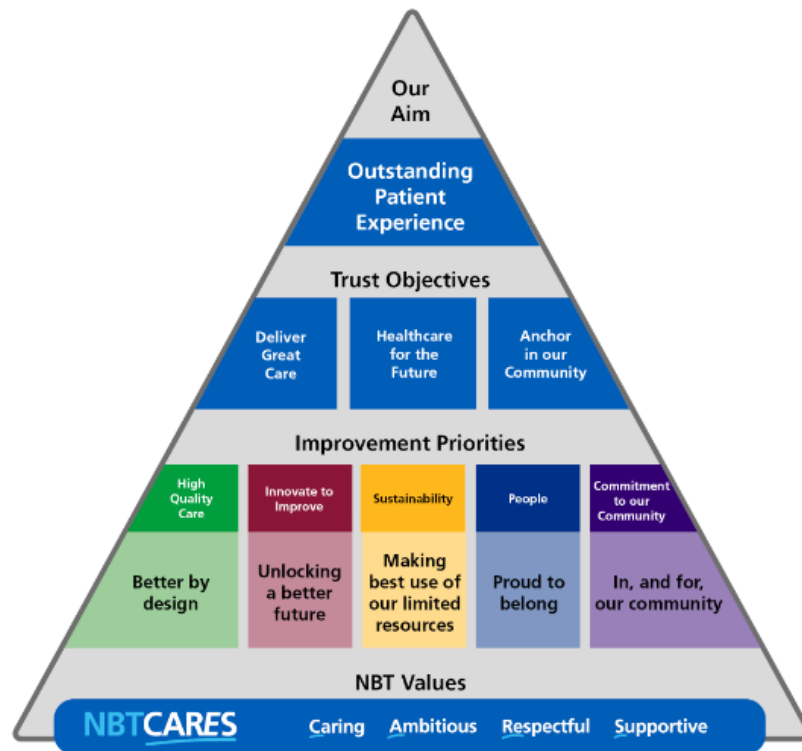 Our
Aim
Outstanding
Patient
Experience
Trust Objectives
Deliver
Great
Care
Healthcare
for the
Future
Anchor
in our
Community
Improvement Priorities
High
Quality
Care
Innovate to
Improve
Sustainability
People
Commitment
to our
Community
Better by
design
Unlocking
a better
future
Making
best use of
our limited
resources
Proud to
belong
In, and for,
our community
NBT Values
NBTCARES Caring Ambitious Respectful Supportive